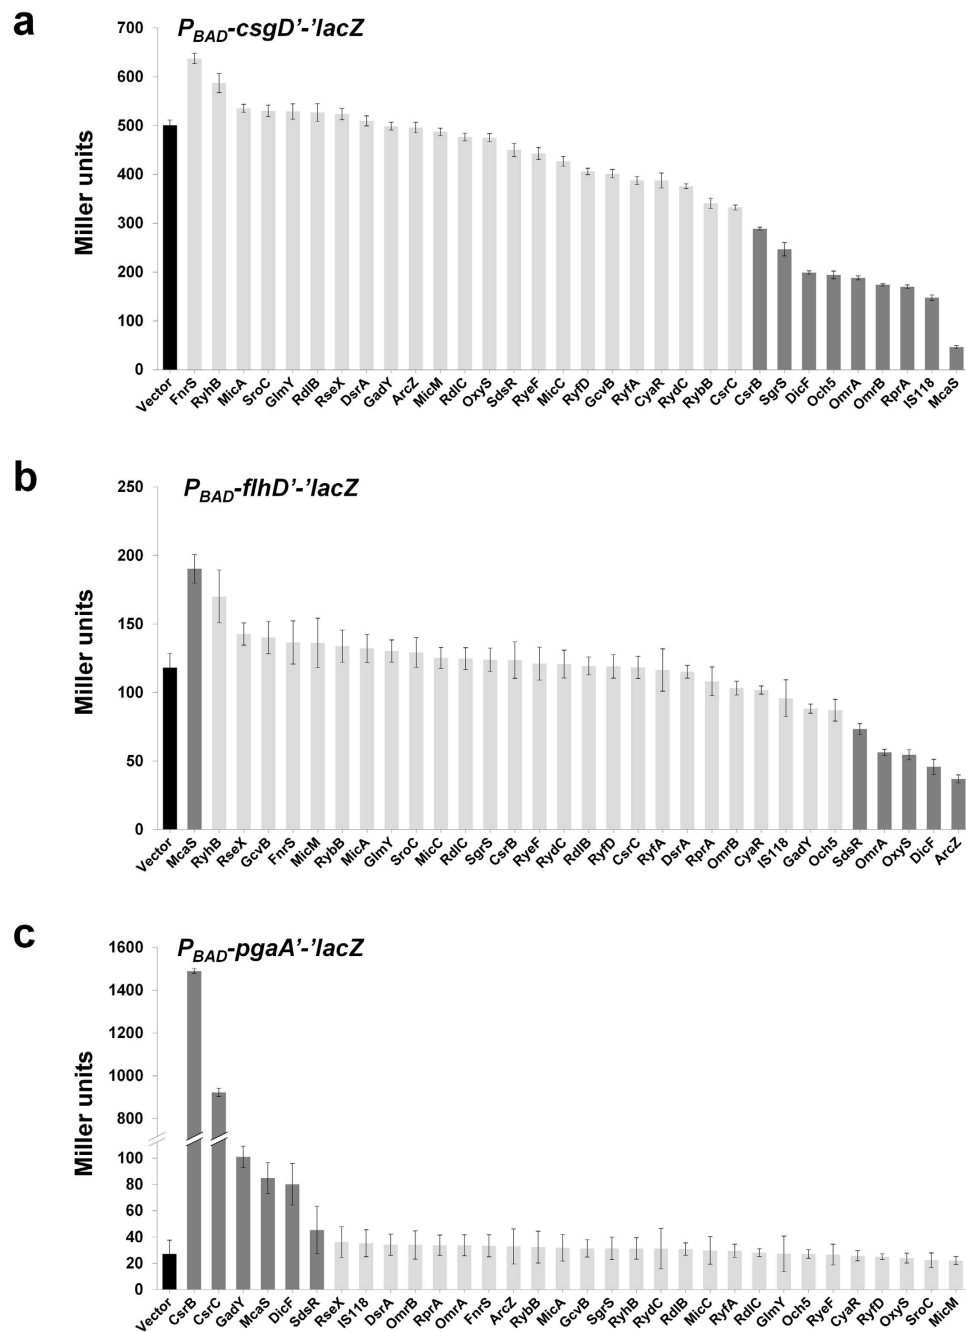 a
P_BAD-csgD'-'lacZ
Miller units
700
600
500
400
300
200
100
0
Vector FnrS RyhB MicA SroC GlmY RdlB RseX DsrA GadY ArcZ MicM RdlC OxyS SdsR RyeF MicC RyfD GcvB RyfA CyaR RydC RybB CsrC CsrB SgrS DicF Och5 OmrA OmrB RprA IS118 McaS
b
P_BAD-flhD'-'lacZ
Miller units
250
200
150
100
50
0
Vector McaS RyhB RseX GcvB FnrS MicM RybB MicA GlmY SroC MicC RdlC SgrS CsrB RyeF RydC RdlB RyfD CsrC RyfA DsrA RprA OmrB CyaR IS118 GadY Och5 SdsR OmrA OxyS DicF ArcZ
c
P_BAD-pgaA'-'lacZ
Miller units
1600
1400
1200
1000
800
100
80
60
40
20
0
Vector CsrB CsrC GadY McaS DicF SdsR RseX IS118 DsrA OmrB RprA OmrA FnrS ArcZ RybB MicA GcvB SgrS RyhB RydC RdlB MicC RyfA RdlC GlmY Och5 RyeF CyaR RyfD OxyS SroC MicM